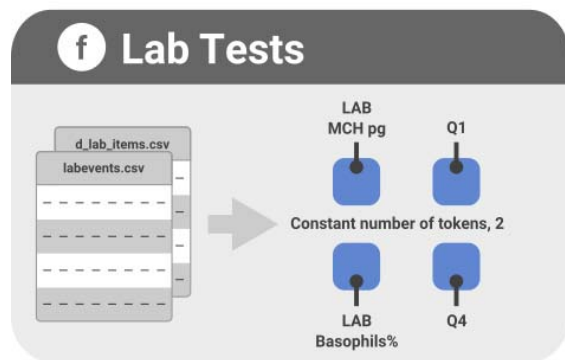 f Lab Tests
d_lab_items.csv
labevents.csv
LAB
MCH pg
Q1
Constant number of tokens, 2
LAB
Basophils%
Q4